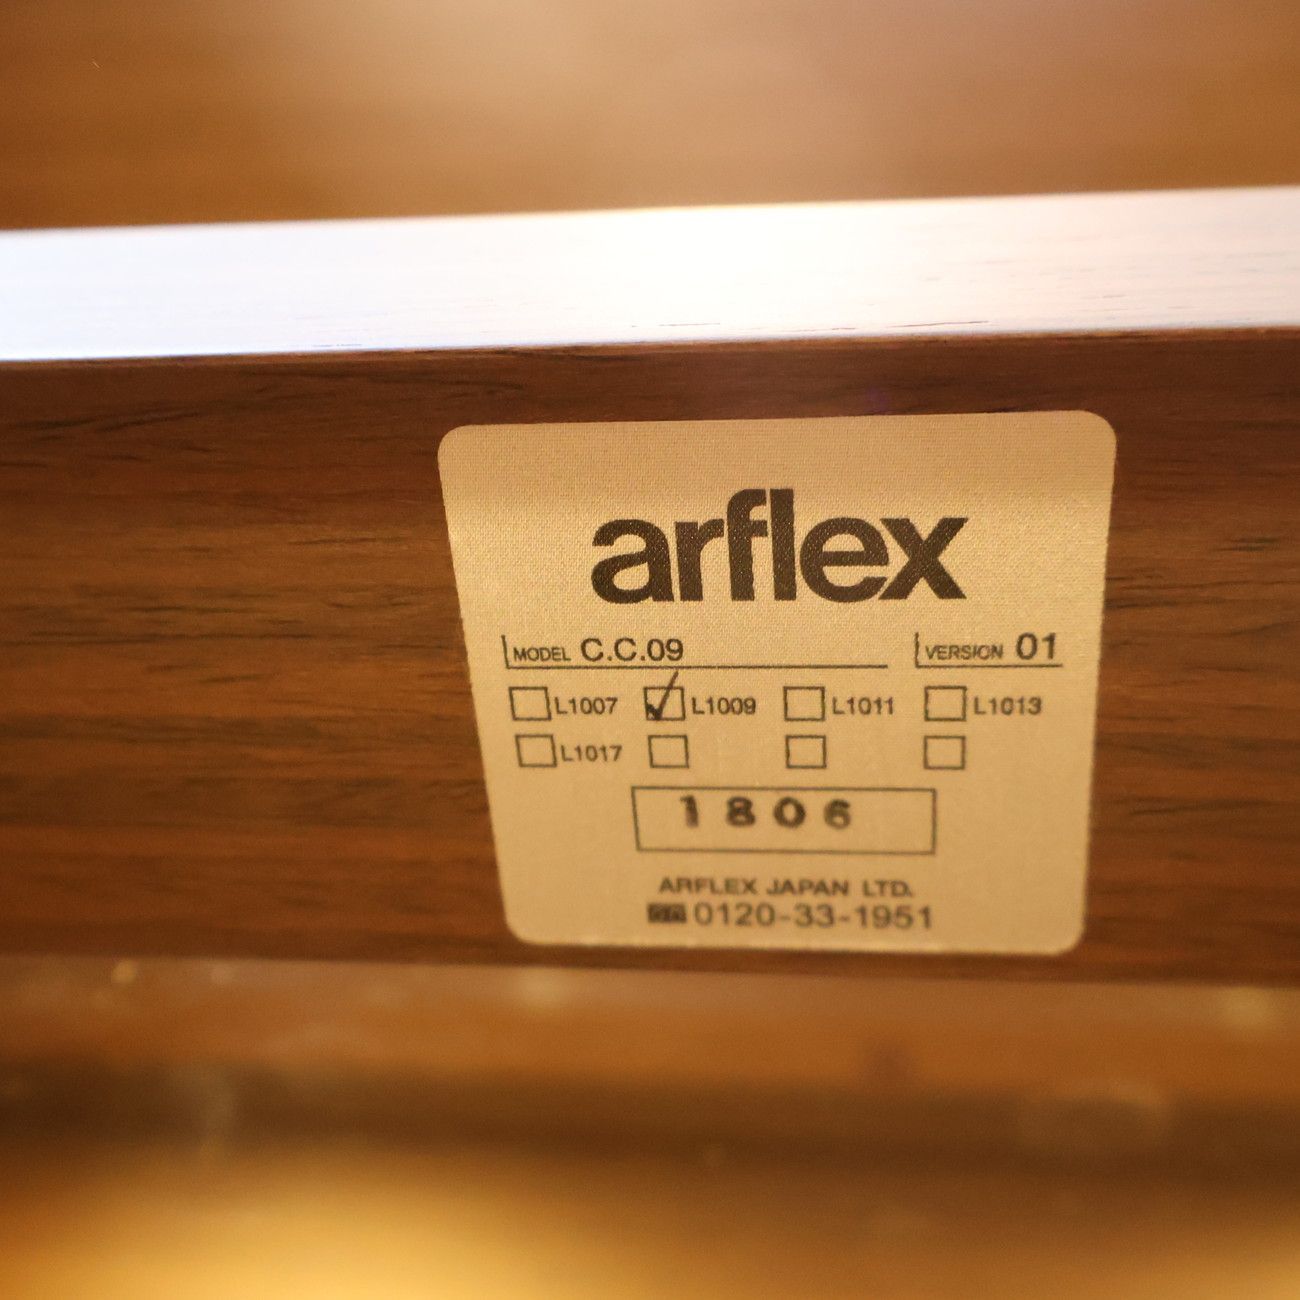 arflex
MODEL C.C.09 VERSION 01
L1007 L1009 L1011 L1013
L1017
1806
ARFLEX JAPAN LTD.
0120-33-1951